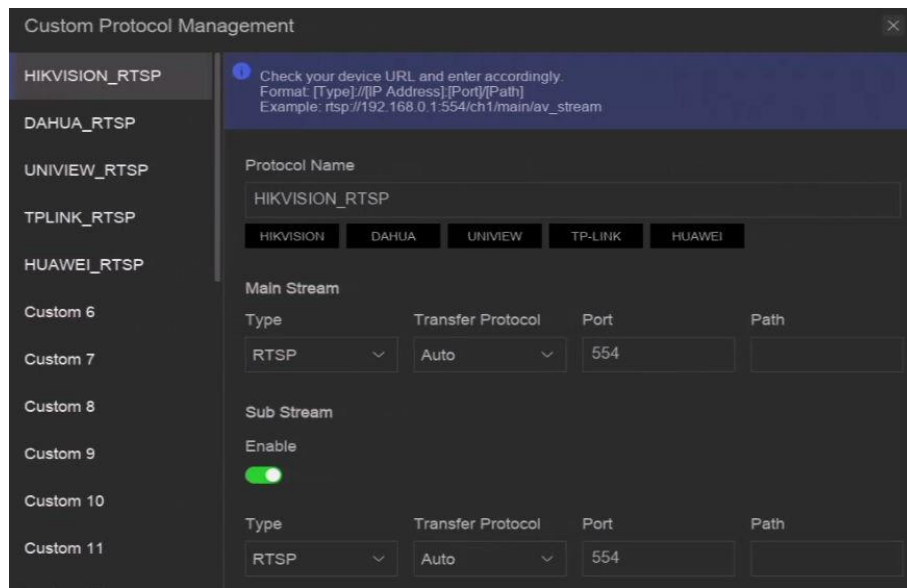 Custom Protocol Management
HIKVISION_RTSP
DAHUA_RTSP
UNIVIEW_RTSP
TPLINK_RTSP
HUAWEI_RTSP
Custom 6
Custom 7
Custom 8
Custom 9
Custom 10
Custom 11
Check your device URL and enter accordingly.
Format: [Type]://[IP Address]:[Port]/[Path]
Example: rtsp://192.168.0.1:554/ch1/main/av_stream
Protocol Name
HIKVISION_RTSP
HIKVISION DAHUA UNIVIEW TP-LINK HUAWEI
Main Stream
Type Transfer Protocol Port Path
RTSP Auto 554
Sub Stream
Enable
Type Transfer Protocol Port Path
RTSP Auto 554